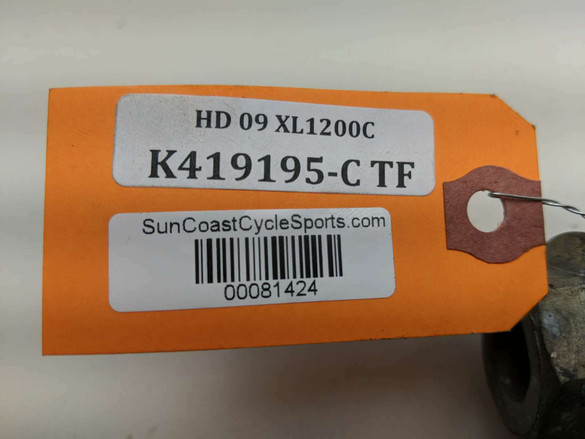 HD 09 XL1200C
K419195-C TF
SunCoastCycleSports.com
00081424